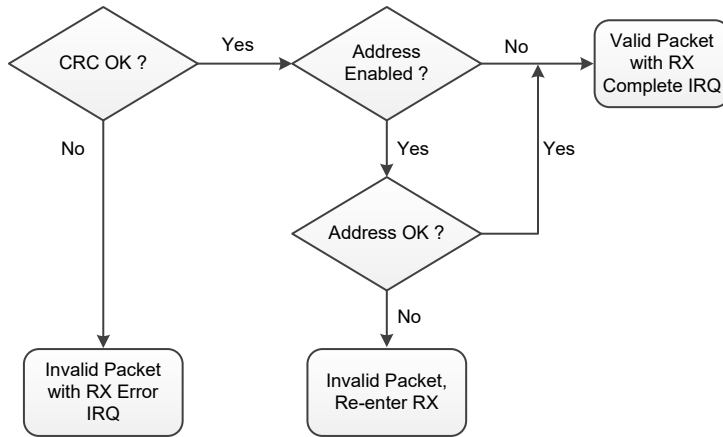 CRC OK ?
Yes
Address
Enabled ?
No
Valid Packet
with RX
Complete IRQ
No
Yes
Yes
Address OK ?
No
Invalid Packet
with RX Error
IRQ
Invalid Packet,
Re-enter RX